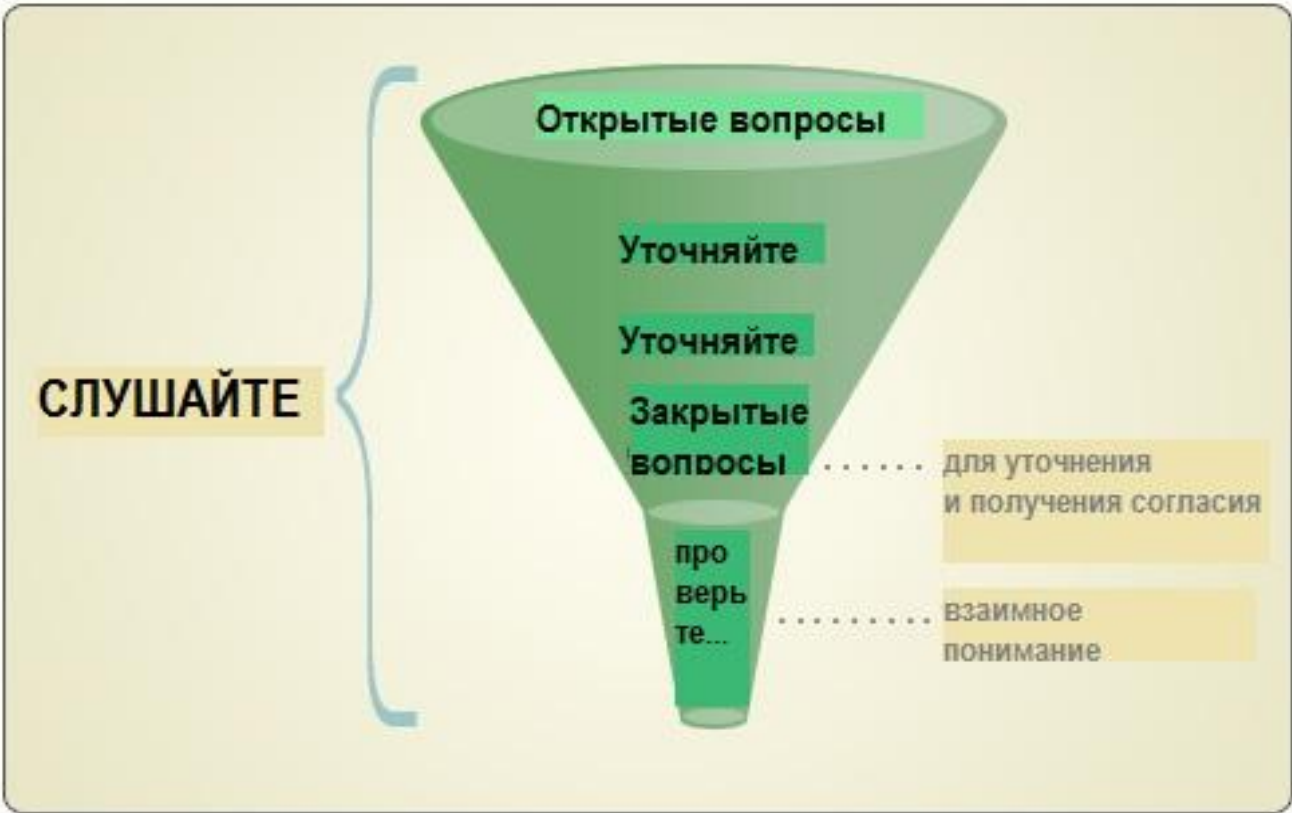 Открытые вопросы
Уточняйте
Уточняйте
СЛУШАЙТЕ
Закрытые
вопросы
для уточнения
и получения согласия
про
верь
те...
взаимное
понимание